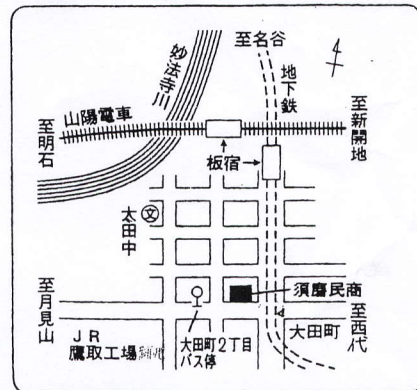 至名谷
妙法寺川
地下鉄
山陽電車
至明石
至新開地
板宿
太田中
文
至月見山
須磨民商
至西代
大田町
JR
鷹取工場
大田町2丁目
バス停